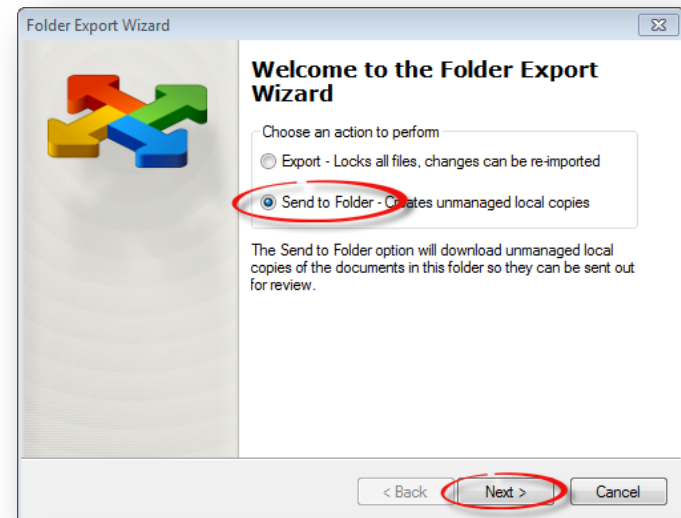 Folder Export Wizard
Welcome to the Folder Export
Wizard
Choose an action to perform
Export - Locks all files, changes can be re-imported
Send to Folder - Creates unmanaged local copies
The Send to Folder option will download unmanaged local
copies of the documents in this folder so they can be sent out
for review.
< Back Next > Cancel